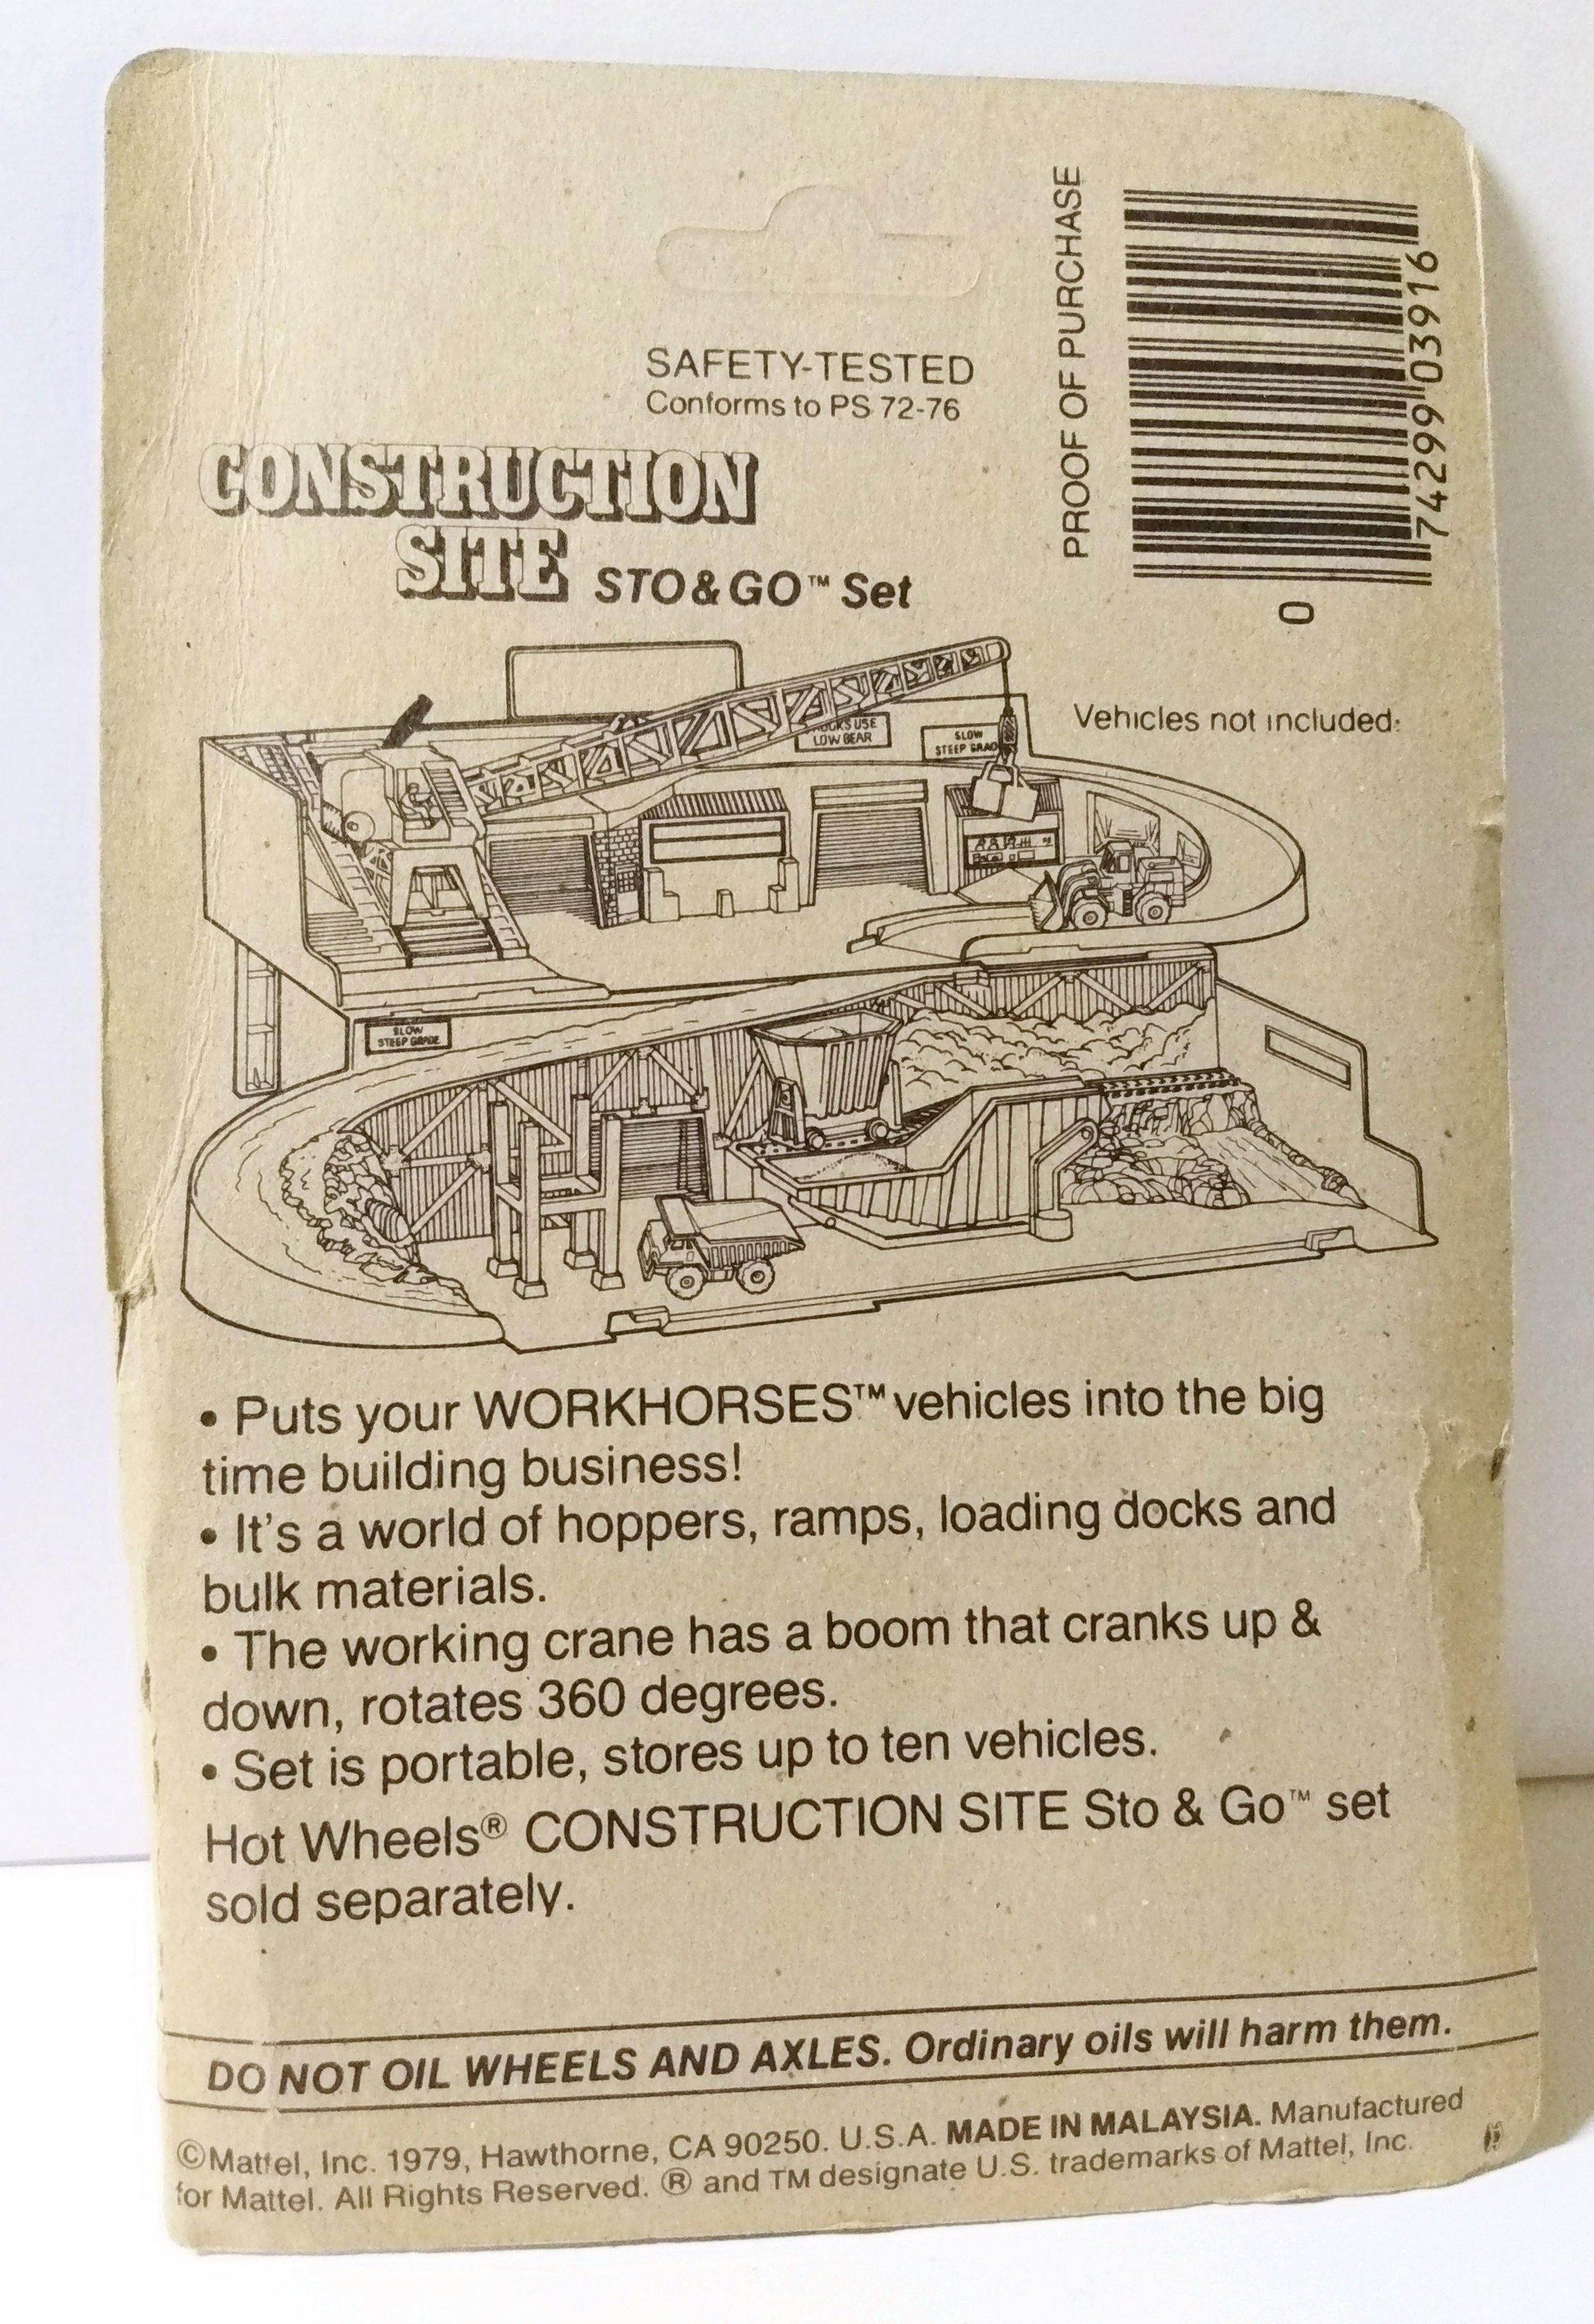 PROOF OF PURCHASE
0 74299 03916
SAFETY-TESTED
Conforms to PS 72-76
CONSTRUCTION
SITE STO & GO™ Set
Vehicles not included.
USE
LOW GEAR
SLOW
STEEP GRADE
SLOW
STEEP GRADE
• Puts your WORKHORSES™ vehicles into the big
time building business!
• It's a world of hoppers, ramps, loading docks and
bulk materials.
• The working crane has a boom that cranks up &
down, rotates 360 degrees.
• Set is portable, stores up to ten vehicles.
Hot Wheels® CONSTRUCTION SITE Sto & Go™ set
sold separately.
DO NOT OIL WHEELS AND AXLES. Ordinary oils will harm them.
©Mattel, Inc. 1979, Hawthorne, CA 90250. U.S.A. MADE IN MALAYSIA. Manufactured
for Mattel. All Rights Reserved. ® and TM designate U.S. trademarks of Mattel, Inc.